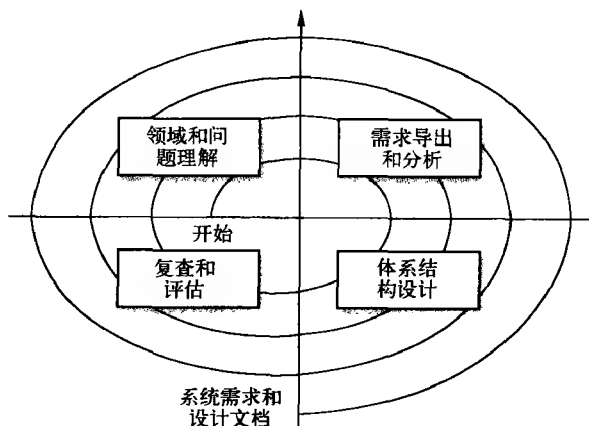 领域和问
题理解
需求导出
和分析
开始
复查和
评估
体系结
构设计
系统需求和
设计文档